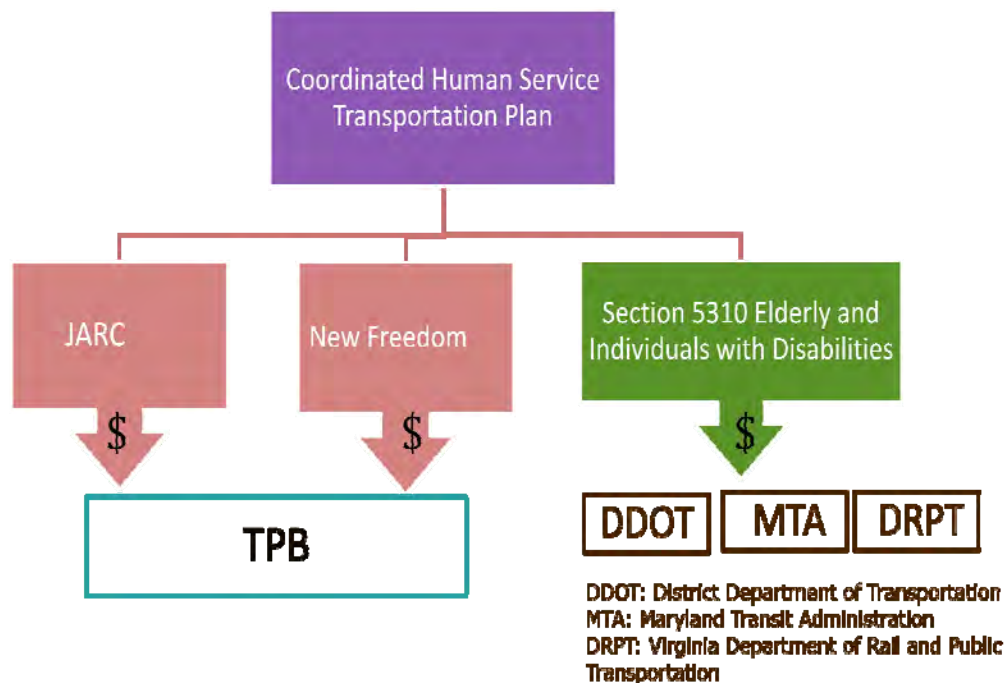 Coordinated Human Service
Transportation Plan
JARC
New Freedom
Section 5310 Elderly and
Individuals with Disabilities
$
$
$
TPB
DDOT
MTA
DRPT
DDOT: District Department of Transportation
MTA: Maryland Transit Administration
DRPT: Virginia Department of Rail and Public
Transportation